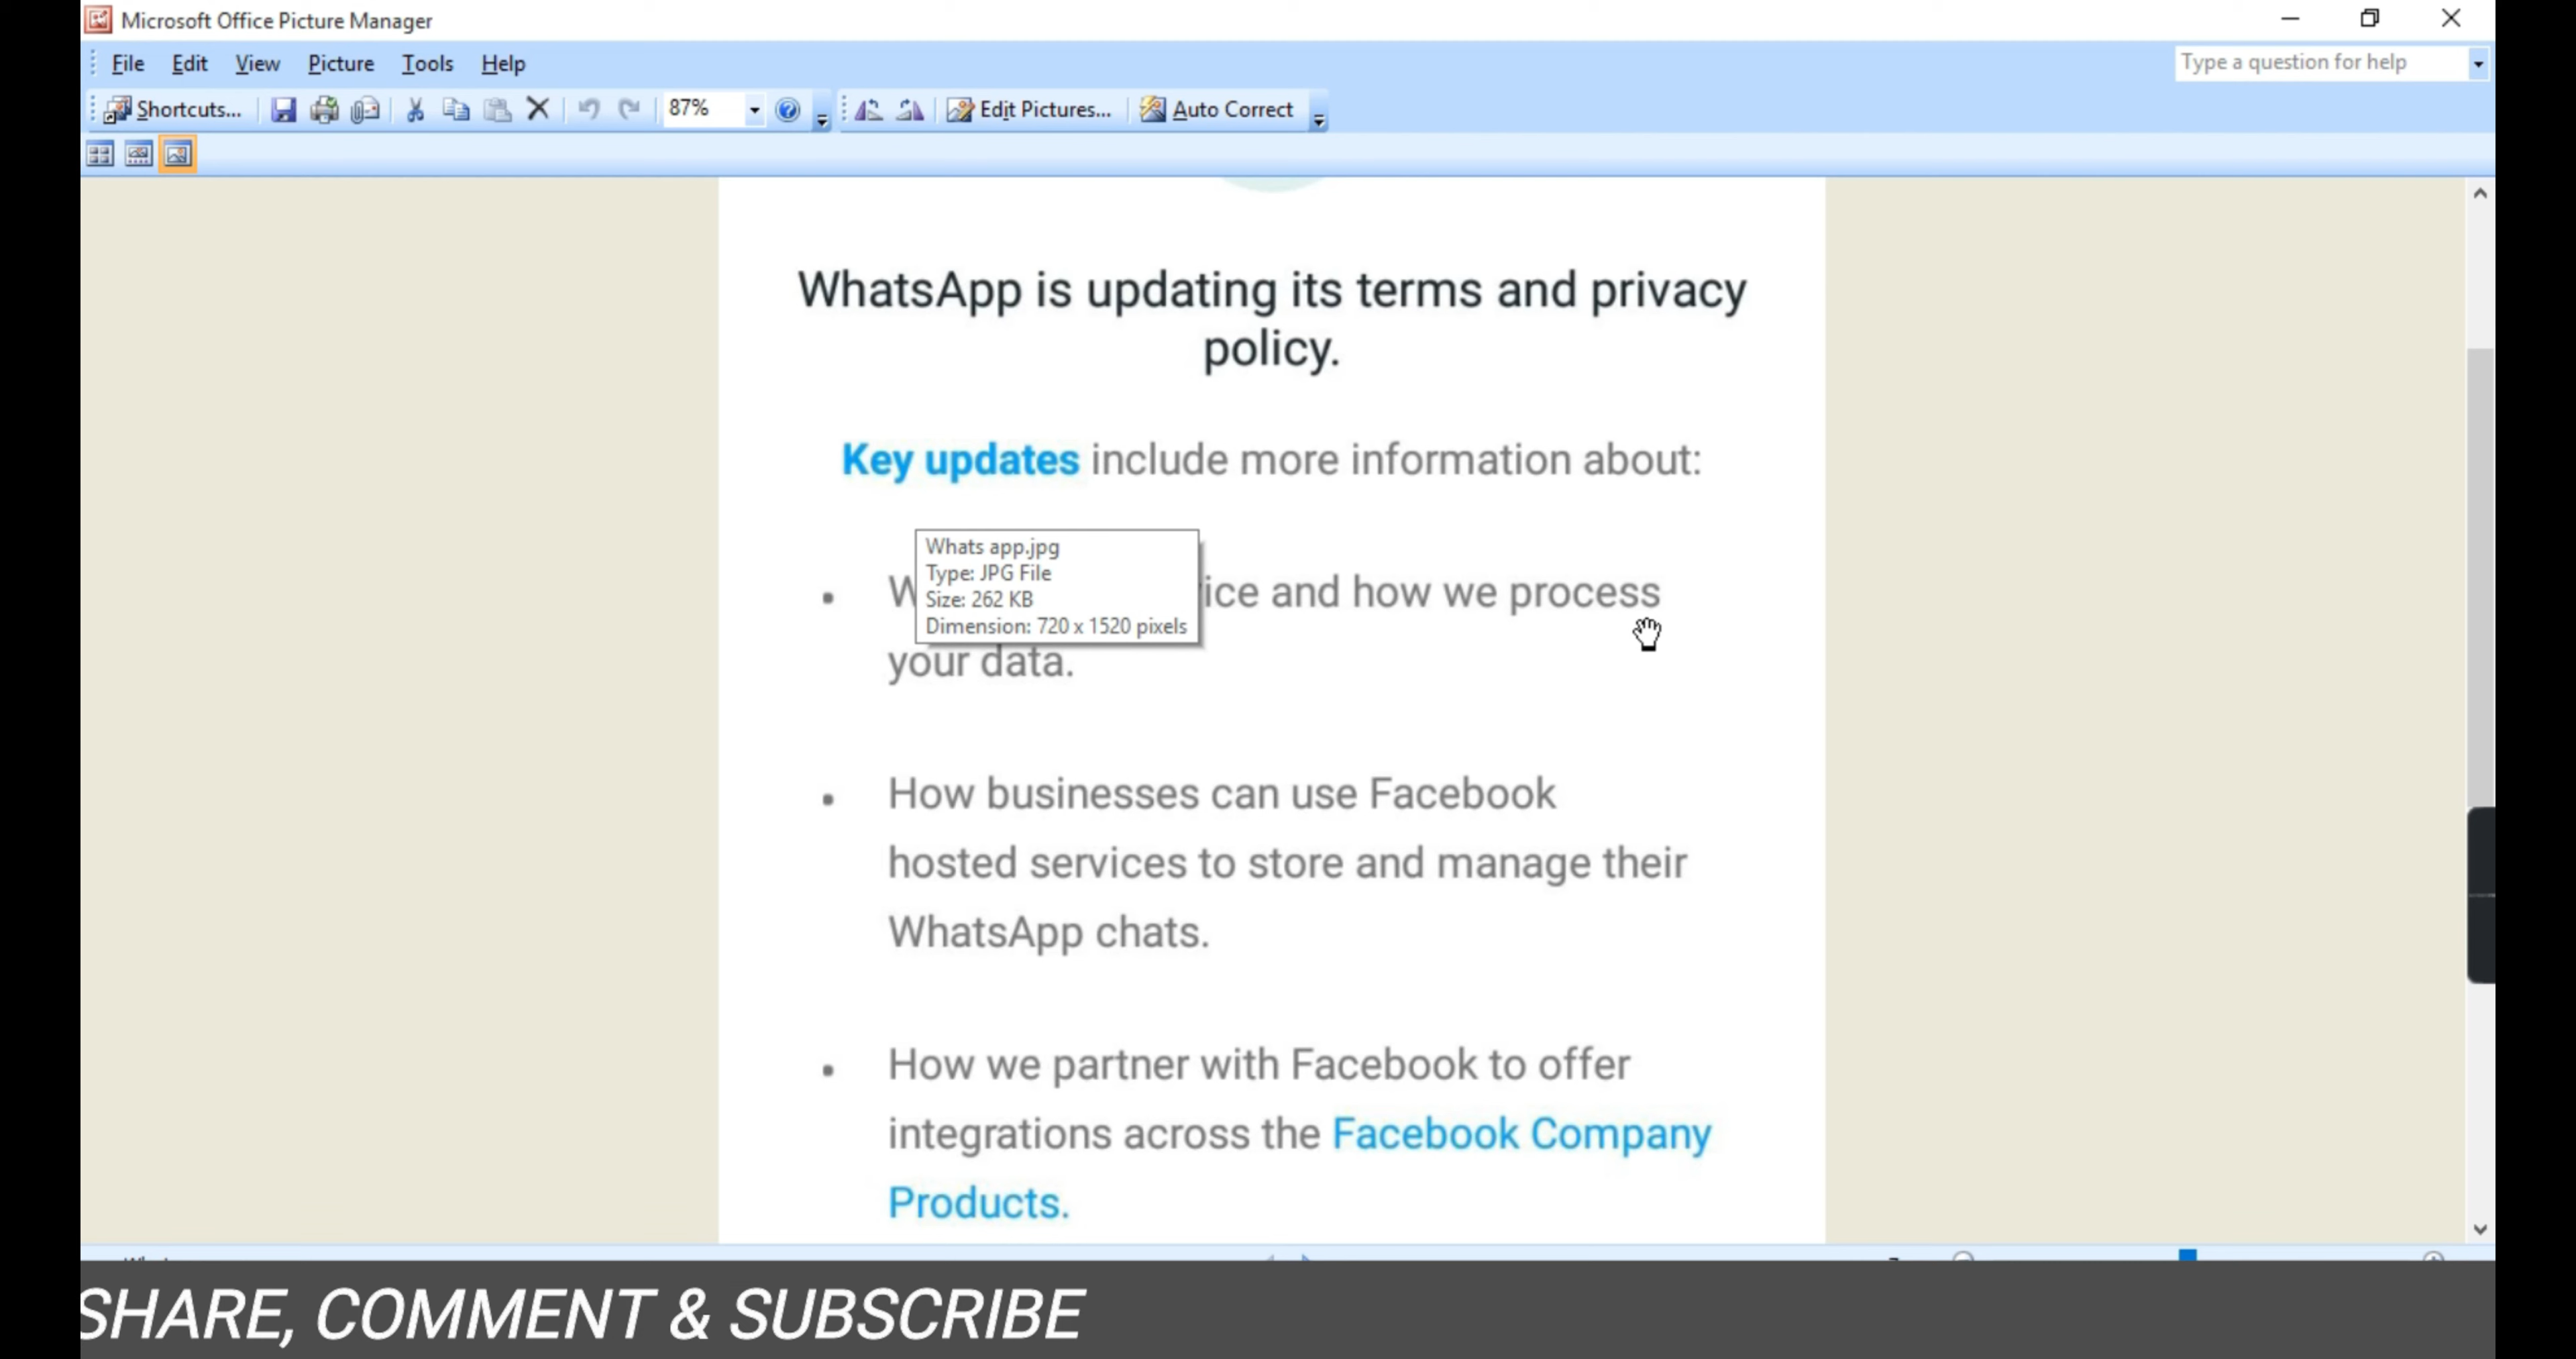 Microsoft Office Picture Manager
File Edit View Picture Tools Help
Type a question for help
Shortcuts... 87% Edit Pictures... Auto Correct
WhatsApp is updating its terms and privacy
policy.
Key updates include more information about:
Whats app.jpg
Type: JPG File
Size: 262 KB
Dimension: 720 x 1520 pixels
and how we process
your data.
How businesses can use Facebook
hosted services to store and manage their
WhatsApp chats.
How we partner with Facebook to offer
integrations across the Facebook Company
Products.
SHARE, COMMENT & SUBSCRIBE